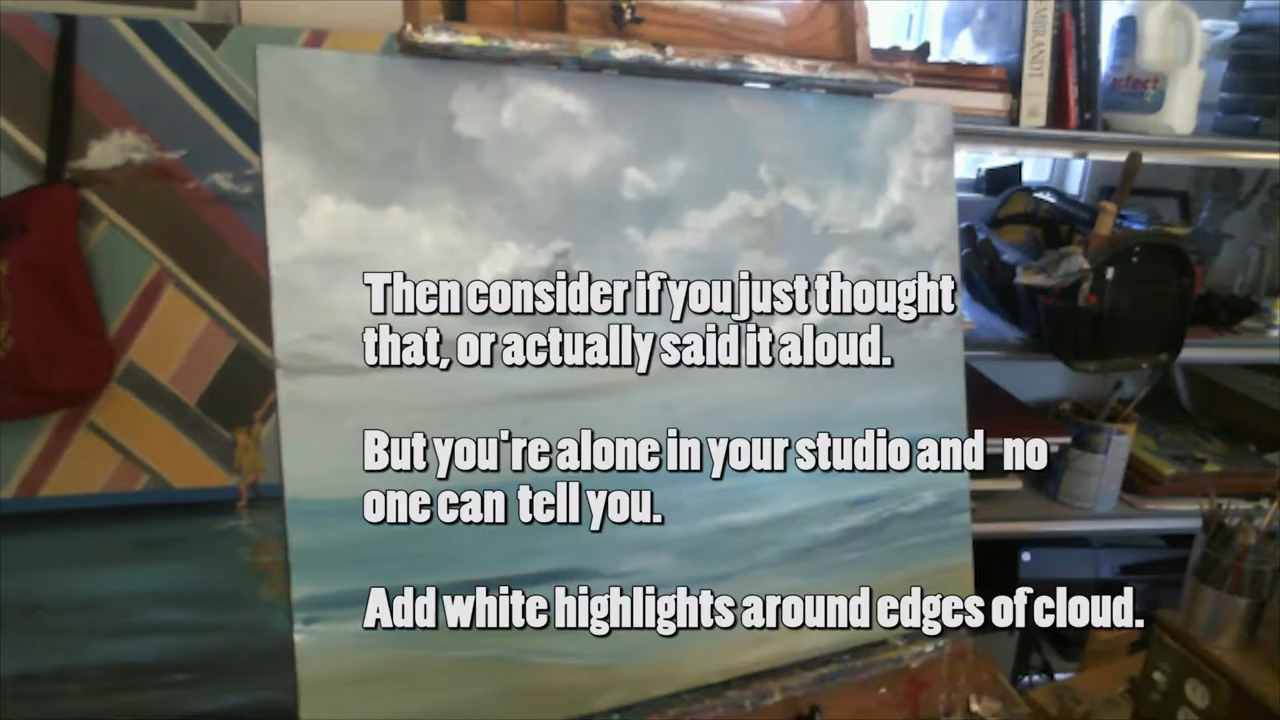 EMBRANDT
Then consider if you just thought
that, or actually said it aloud.
But you're alone in your studio and no
one can tell you.
Add white highlights around edges of cloud.